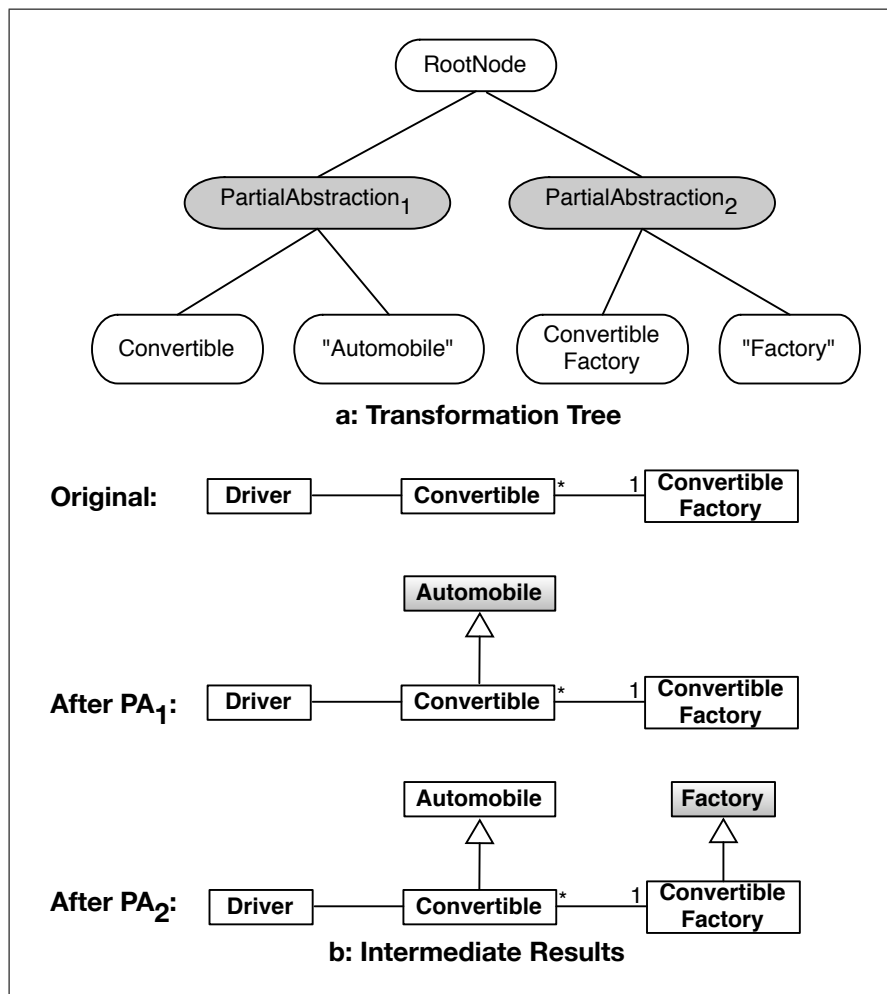 RootNode
PartialAbstraction1 PartialAbstraction2
Convertible "Automobile" Convertible "Factory"
Factory
a: Transformation Tree
Original: Driver Convertible * 1 Convertible
Factory
Automobile
After PA1: Driver Convertible * 1 Convertible
Factory
Automobile Factory
After PA2: Driver Convertible * 1 Convertible
Factory
b: Intermediate Results